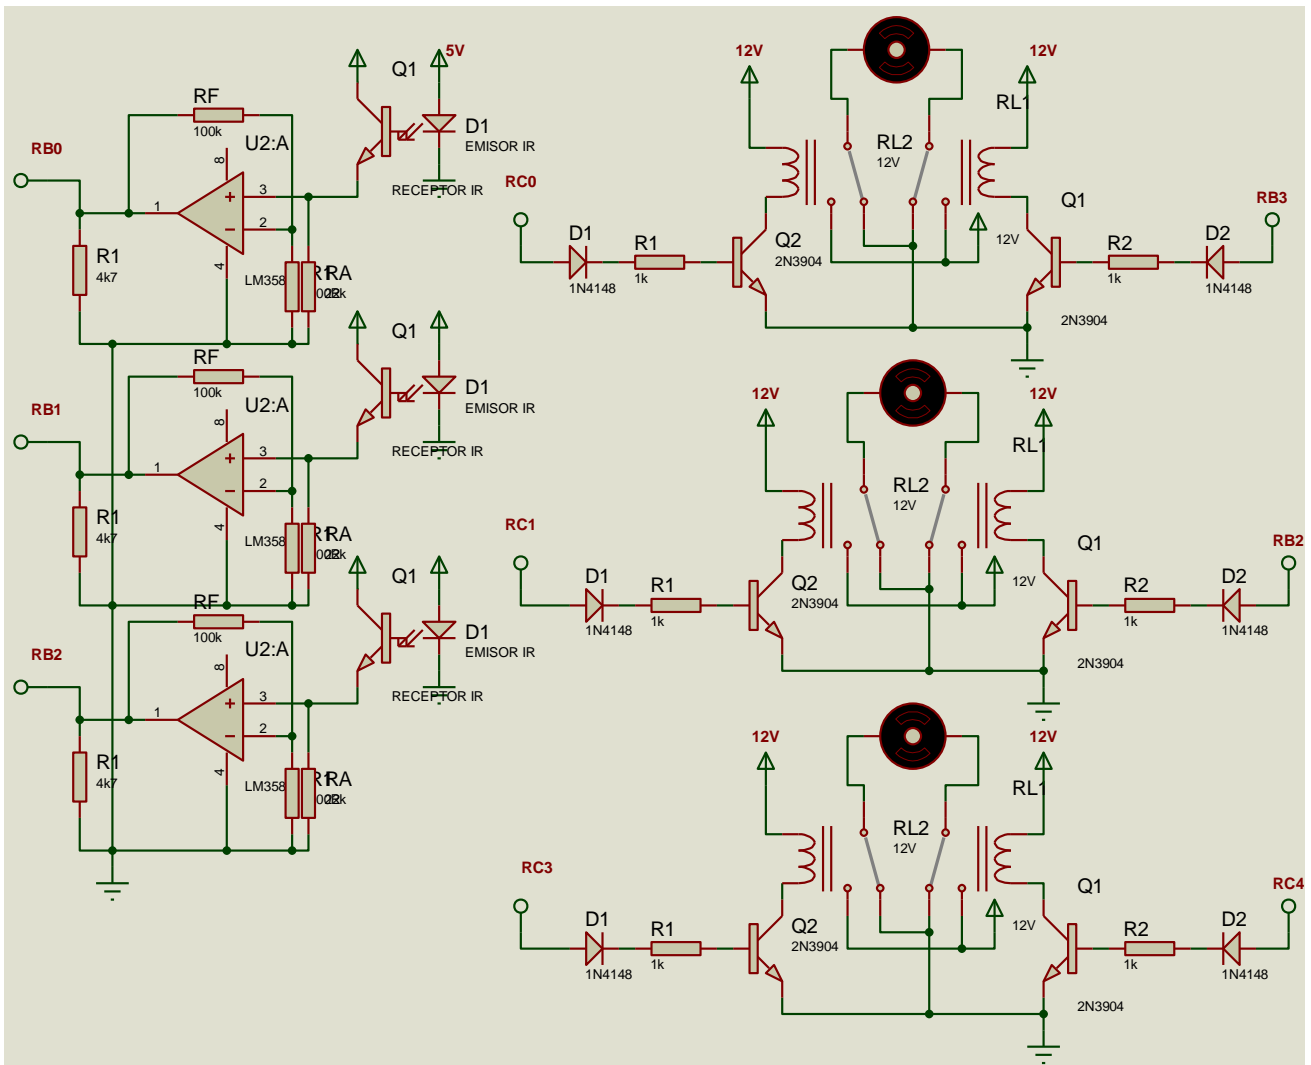 5V
Q1
RF
100k
U2:A
D1
EMISOR IR
RB0
8
3
1
2
RECEPTOR IR
R1
4k7
4
LM358
RA
Q1
RF
100k
U2:A
D1
EMISOR IR
RB1
8
3
1
2
RECEPTOR IR
R1
4k7
4
LM358
RA
Q1
RF
100k
U2:A
D1
EMISOR IR
RB2
8
3
1
2
RECEPTOR IR
R1
4k7
4
LM358
RA
12V
12V
RL1
RL2
12V
RC0
Q1
RB3
D1
R1
Q2
2N3904
12V
R2
D2
1N4148
1k
1k
1N4148
2N3904
12V
12V
RL1
RL2
12V
RC1
Q1
RB2
D1
R1
Q2
2N3904
12V
R2
D2
1N4148
1k
1k
1N4148
2N3904
12V
12V
RL1
RL2
12V
RC3
Q1
RC4
D1
R1
Q2
2N3904
12V
R2
D2
1N4148
1k
1k
1N4148
2N3904